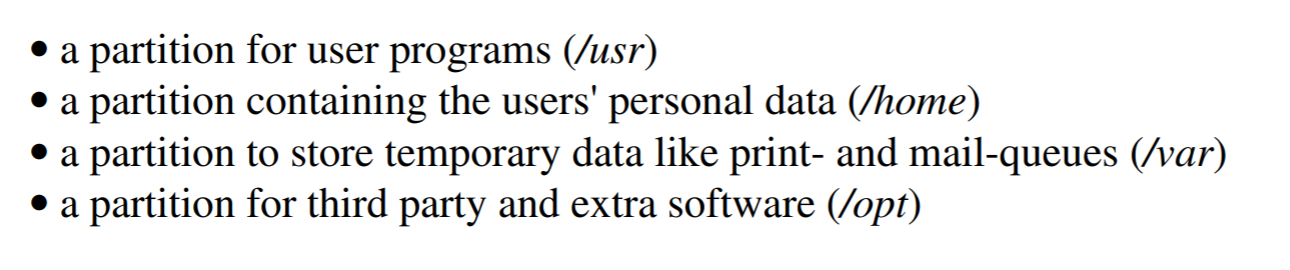 • a partition for user programs (/usr)
• a partition containing the users' personal data (/home)
• a partition to store temporary data like print- and mail-queues (/var)
• a partition for third party and extra software (/opt)